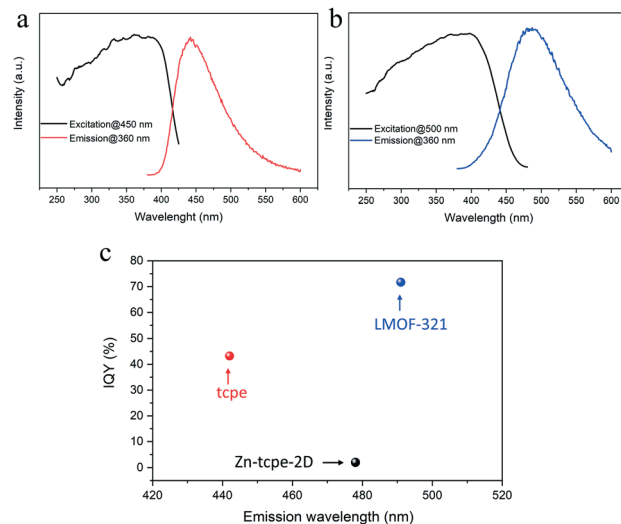 a
Intensity (a.u.)
Excitation@450 nm
Emission@360 nm
250 300 350 400 450 500 550 600
Wavelenght (nm)
b
Intensity (a.u.)
Excitation@500 nm
Emission@360 nm
250 300 350 400 450 500 550 600
Wavelength (nm)
c
IQY (%)
80
70
60
50
40
30
20
10
0
LMOF-321
tcpe
Zn-tcpe-2D
420 440 460 480 500 520
Emission wavelength (nm)